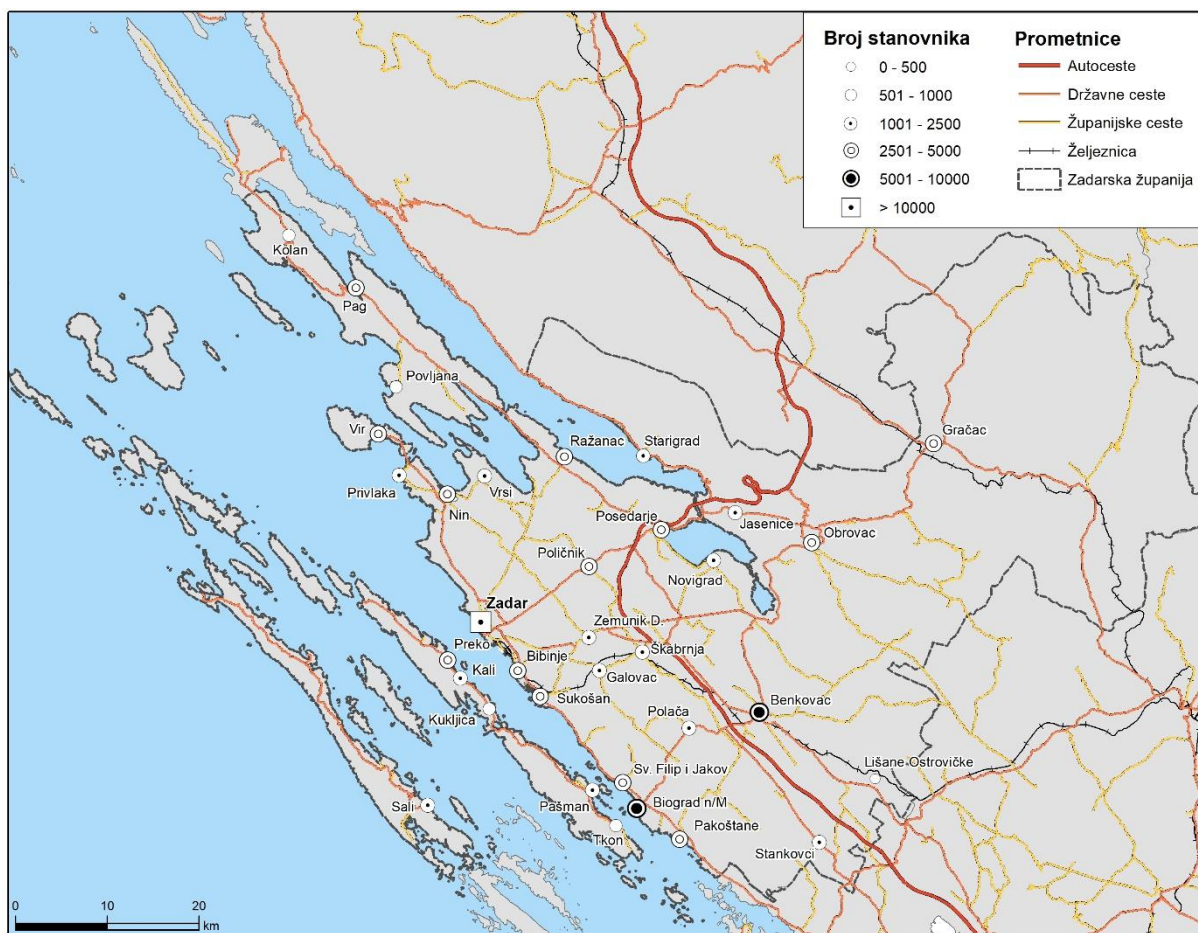 Broj stanovnika
0 - 500
501 - 1000
1001 - 2500
2501 - 5000
5001 - 10000
> 10000
Prometnice
Autoceste
Državne ceste
Županijske ceste
Željeznica
Zadarska županija
Kolan
Pag
Povljana
Vir
Ražanac
Starigrad
Gračac
Privlaka
Vrsi
Nin
Posedarje
Jasenice
Obrovac
Poličnik
Novigrad
Zadar
Zemunik D.
Preko
Bibinje
Škabrnja
Kali
Galovac
Sukošan
Kukljica
Polača
Benkovac
Lišane Ostrovičke
Sv. Filip i Jakov
Sali
Pašman
Biograd n/M
Tkon
Pakoštane
Stankovci
0 10 20
km